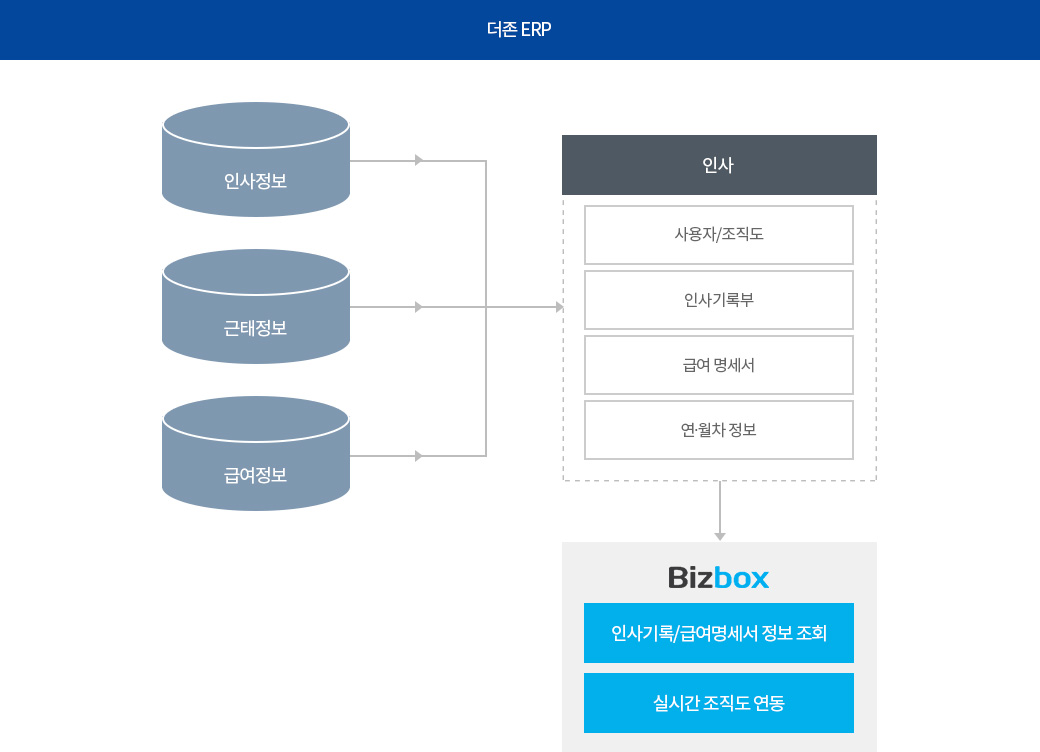 더존 ERP
인사정보
근태정보
급여정보
인사
사용자/조직도
인사기록부
급여 명세서
연·월차 정보
Bizbox
인사기록/급여명세서 정보 조회
실시간 조직도 연동